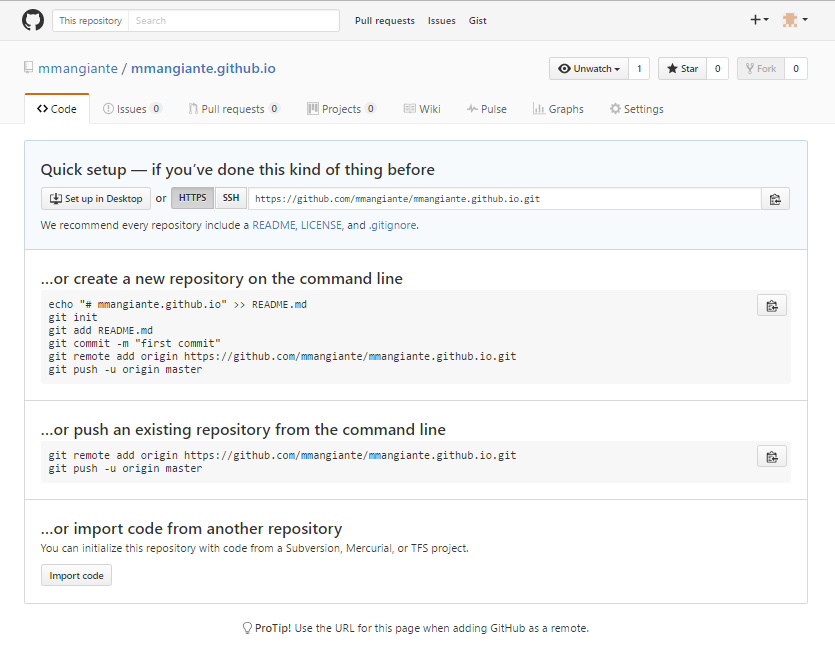 This repository Search Pull requests Issues Gist
mmangiante / mmangiante.github.io Unwatch 1 Star 0 Fork 0
Code Issues 0 Pull requests 0 Projects 0 Wiki Pulse Graphs Settings
Quick setup — if you’ve done this kind of thing before
Set up in Desktop or HTTPS SSH https://github.com/mmangiante/mmangiante.github.io.git
We recommend every repository include a README, LICENSE, and .gitignore.
…or create a new repository on the command line
echo "# mmangiante.github.io" >> README.md
git init
git add README.md
git commit -m "first commit"
git remote add origin https://github.com/mmangiante/mmangiante.github.io.git
git push -u origin master
…or push an existing repository from the command line
git remote add origin https://github.com/mmangiante/mmangiante.github.io.git
git push -u origin master
…or import code from another repository
You can initialize this repository with code from a Subversion, Mercurial, or TFS project.
Import code
ProTip! Use the URL for this page when adding GitHub as a remote.